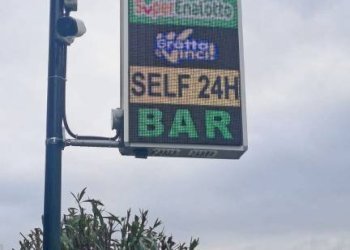 SuperEnalotto
Gratta
e Vinci!
SELF 24H
BAR